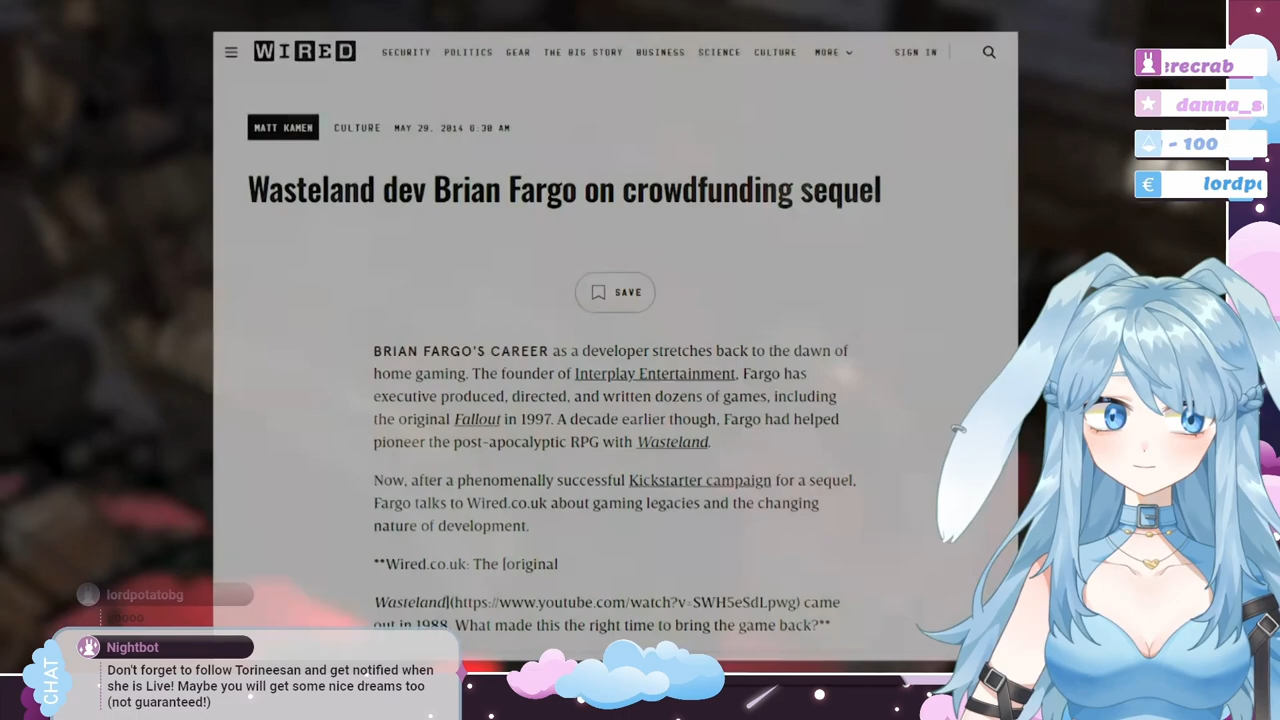 WIRED
SECURITY POLITICS GEAR THE BIG STORY BUSINESS SCIENCE CULTURE MORE SIGN IN
MATT KAMEN CULTURE MAY 29, 2014 6:30 AM
Wasteland dev Brian Fargo on crowdfunding sequel
SAVE
BRIAN FARGO'S CAREER as a developer stretches back to the dawn of
home gaming. The founder of Interplay Entertainment, Fargo has
executive produced, directed, and written dozens of games, including
the original Fallout in 1997. A decade earlier though, Fargo had helped
pioneer the post-apocalyptic RPG with Wasteland.
Now, after a phenomenally successful Kickstarter campaign for a sequel,
Fargo talks to Wired.co.uk about gaming legacies and the changing
nature of development.
**Wired.co.uk: The [original
Wasteland](https://www.youtube.com/watch?v=SWH5eSdLpwg) came
out in 1988. What made this the right time to bring the game back?**
erecrab
danna_s
- 100
€ lordp
lordpotatobg
CHAT
Nightbot
Don't forget to follow Torineesan and get notified when
she is Live! Maybe you will get some nice dreams too
(not guaranteed!)